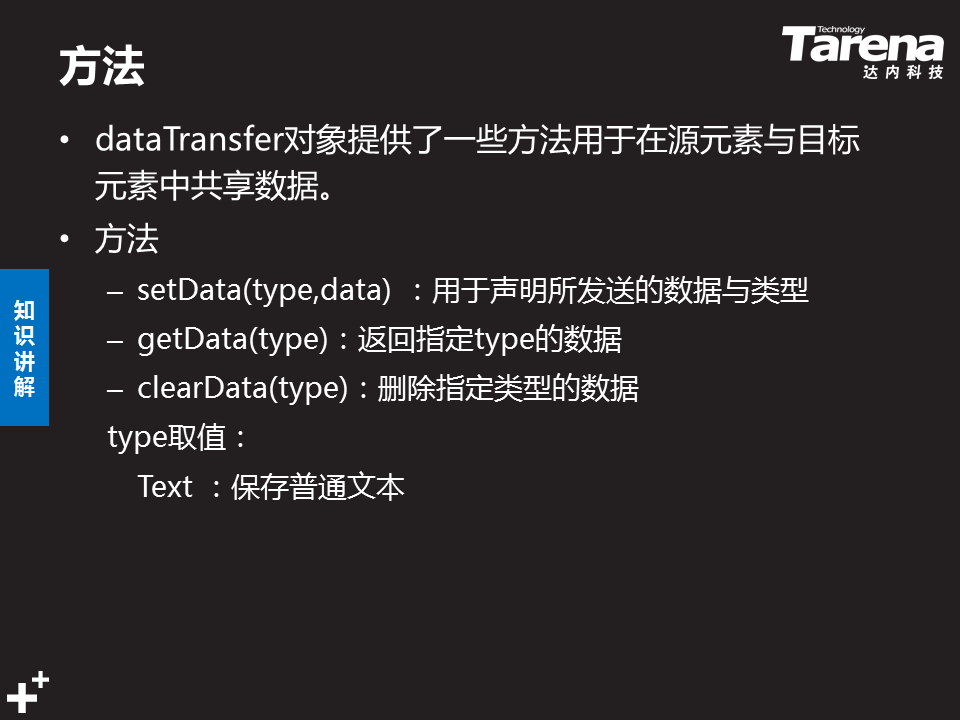 方法
Technology
Tarena
达内科技
• dataTransfer对象提供了一些方法用于在源元素与目标
元素中共享数据。
• 方法
– setData(type,data) ：用于声明所发送的数据与类型
– getData(type)：返回指定type的数据
– clearData(type)：删除指定类型的数据
type取值：
Text ：保存普通文本
知
识
讲
解